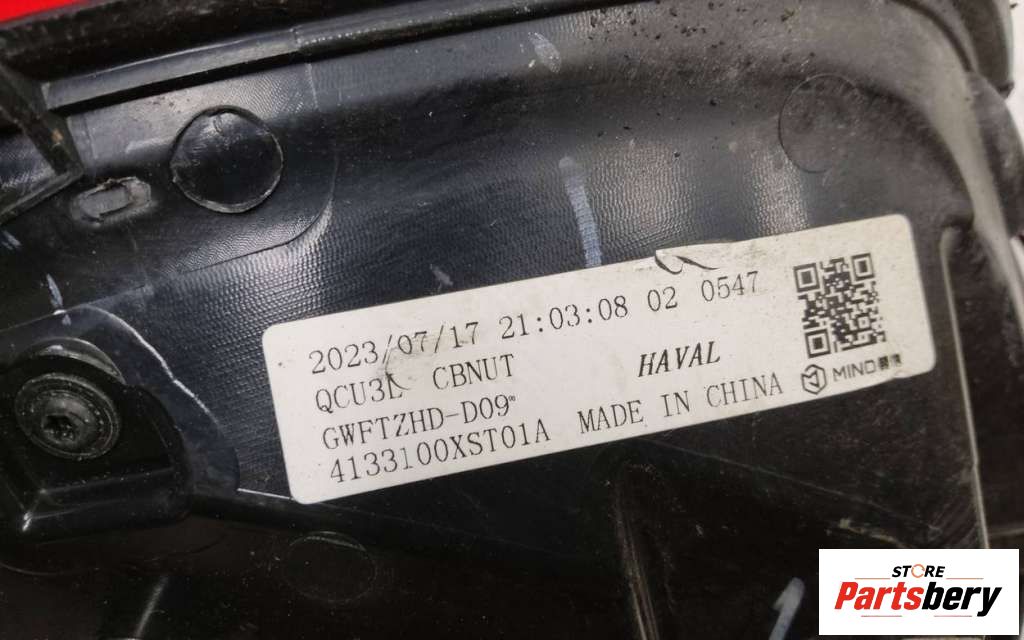 2023/07/17 21:03:08 02 0547
QCU3L CBNUT HAVAL
GWFTZHD-D09
4133100XST01A MADE IN CHINA
MIND
STORE
Partsbery